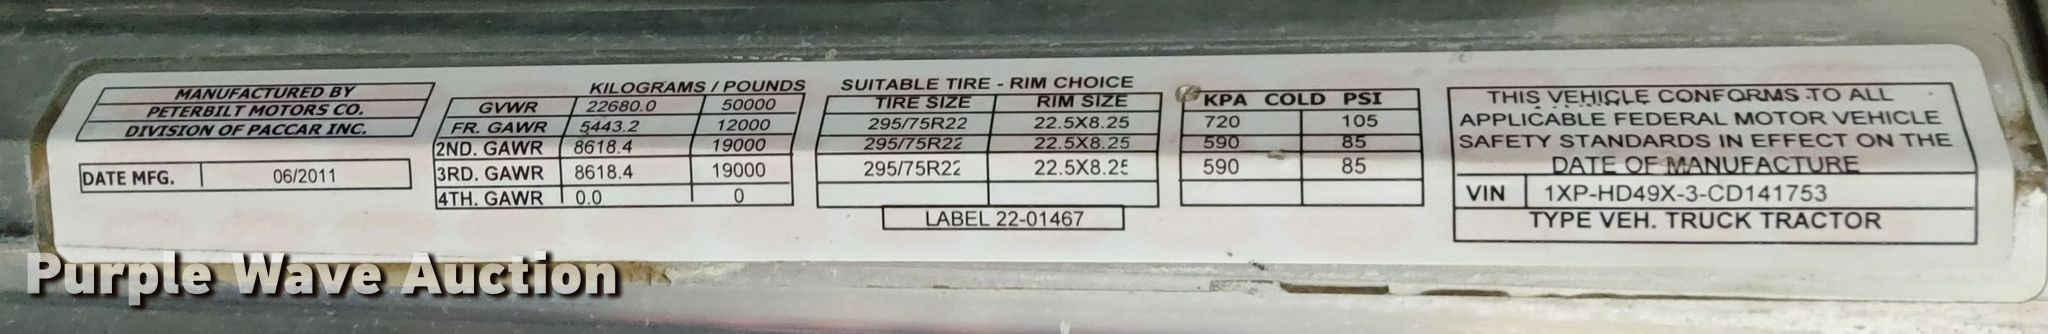 MANUFACTURED BY
PETERBILT MOTORS CO.
DIVISION OF PACCAR INC.
DATE MFG. 06/2011
KILOGRAMS / POUNDS
GVWR 22680.0 50000
FR. GAWR 5443.2 12000
2ND. GAWR 8618.4 19000
3RD. GAWR 8618.4 19000
4TH. GAWR 0.0 0
SUITABLE TIRE - RIM CHOICE
TIRE SIZE RIM SIZE
295/75R22 22.5X8.25
295/75R22 22.5X8.25
295/75R22 22.5X8.25
LABEL 22-01467
KPA COLD PSI
720 105
590 85
590 85
THIS VEHICLE CONFORMS TO ALL
APPLICABLE FEDERAL MOTOR VEHICLE
SAFETY STANDARDS IN EFFECT ON THE
DATE OF MANUFACTURE
VIN 1XP-HD49X-3-CD141753
TYPE VEH. TRUCK TRACTOR
Purple Wave Auction